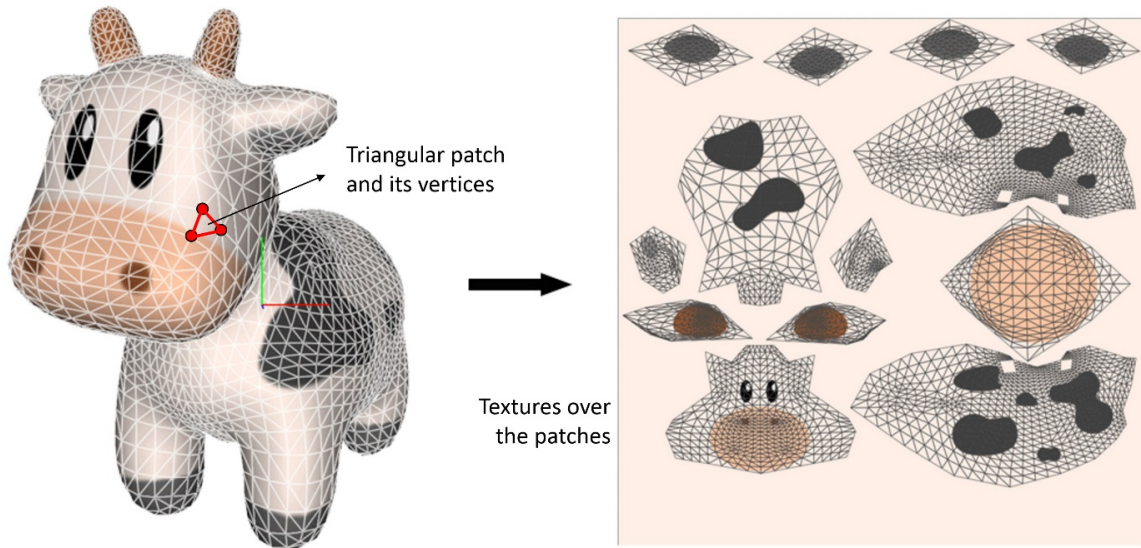 Triangular patch
and its vertices
Textures over
the patches